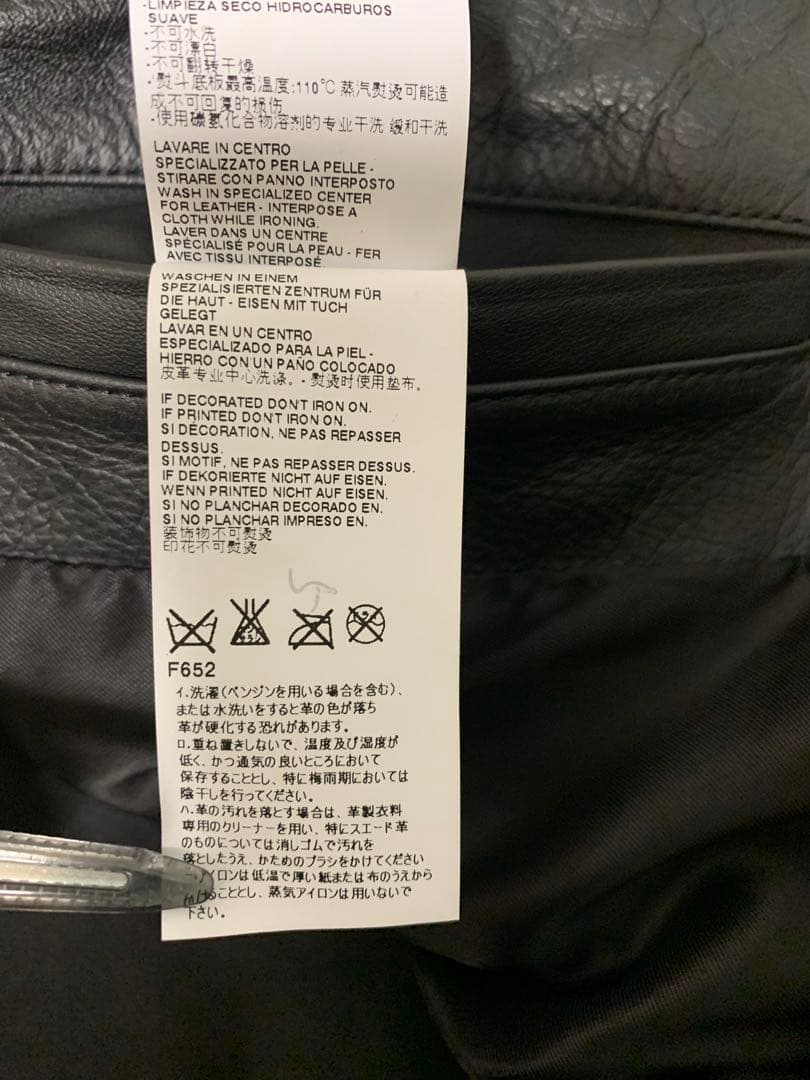 -LIMPIEZA SECO HIDROCARBUROS
SUAVE
-不可水洗
-不可漂白
-不可翻转干燥
-熨斗底板最高温度:110℃ 蒸汽熨烫可能造
成不可回复的损伤
-使用碳氢化合物溶剂的专业干洗 缓和干洗
LAVARE IN CENTRO
SPECIALIZZATO PER LA PELLE -
STIRARE CON PANNO INTERPOSTO
WASH IN SPECIALIZED CENTER
FOR LEATHER - INTERPOSE A
CLOTH WHILE IRONING.
LAVER DANS UN CENTRE
SPÉCIALISÉ POUR LA PEAU - FER
AVEC TISSU INTERPOSÉ.
WASCHEN IN EINEM
SPEZIALISIERTEN ZENTRUM FÜR
DIE HAUT - EISEN MIT TUCH
GELEGT
LAVAR EN UN CENTRO
ESPECIALIZADO PARA LA PIEL -
HIERRO CON UN PAÑO COLOCADO
皮革专业中心洗涤。-熨烫时使用垫布。
IF DECORATED DON'T IRON ON.
IF PRINTED DON'T IRON ON.
SI DÉCORATION, NE PAS REPASSER
DESSUS.
SI MOTIF, NE PAS REPASSER DESSUS.
IF DEKORIERTE NICHT AUF EISEN.
WENN PRINTED NICHT AUF EISEN.
SI NO PLANCHAR DECORADO EN.
SI NO PLANCHAR IMPRESO EN.
装饰物不可熨烫
印花不可熨烫
F652
イ.洗濯(ベンジンを用いる場合を含む)、
または水洗いをすると革の色が落ち
革が硬化する恐れがあります。
ロ.重ね置きしないで、温度及び湿度が
低く、かつ通気の良いところにおいて
保存することとし、特に梅雨期においては
陰干しを行ってください。
ハ.革の汚れを落とす場合は、革製衣料
専用のクリーナーを用い、特にスエード革
のものについては消しゴムで汚れを
落としたうえ、かためのブラシをかけてください
アイロンは低温で厚い紙または布のうえから
ることとし、蒸気アイロンは用いないで
下さい。